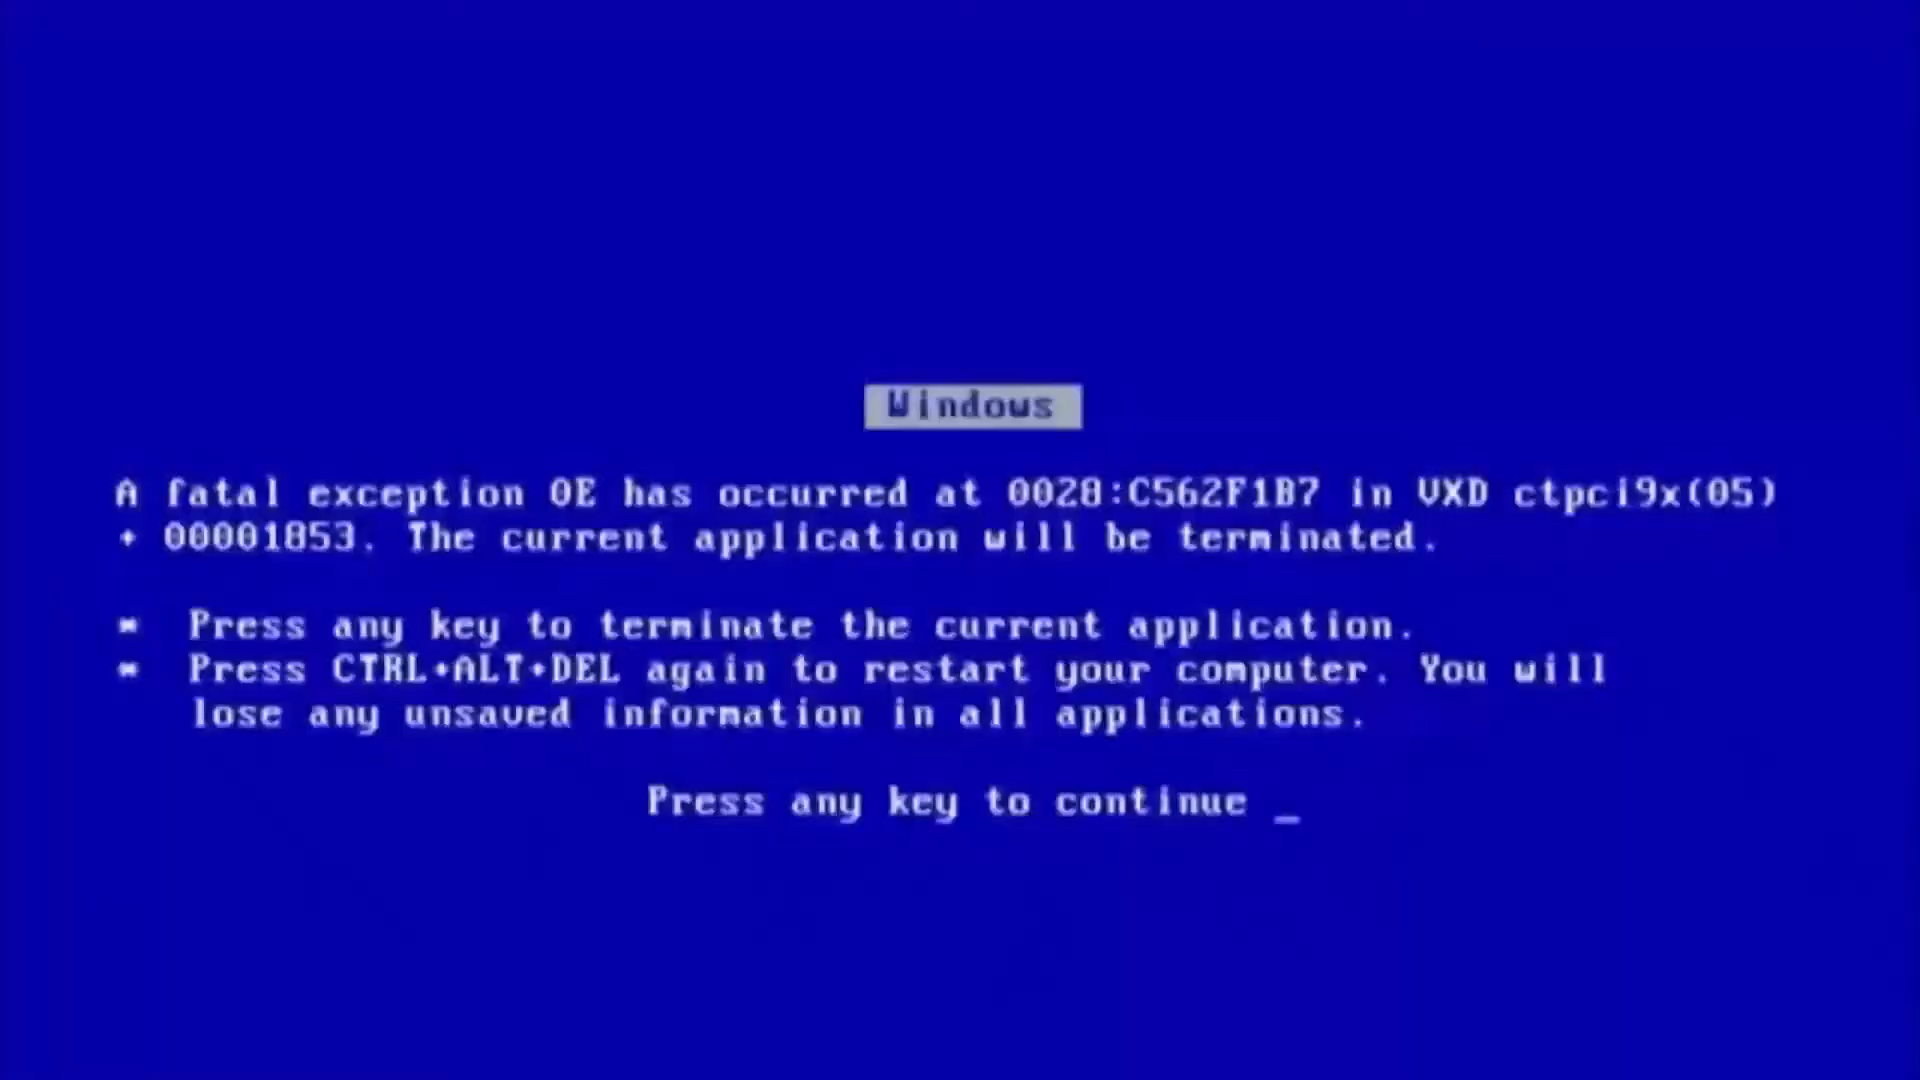 Windows
A fatal exception 0E has occurred at 0028:C562F1B7 in VXD ctpci9x(05)
+ 00001853. The current application will be terminated.
* Press any key to terminate the current application.
* Press CTRL+ALT+DEL again to restart your computer. You will
lose any unsaved information in all applications.
Press any key to continue _